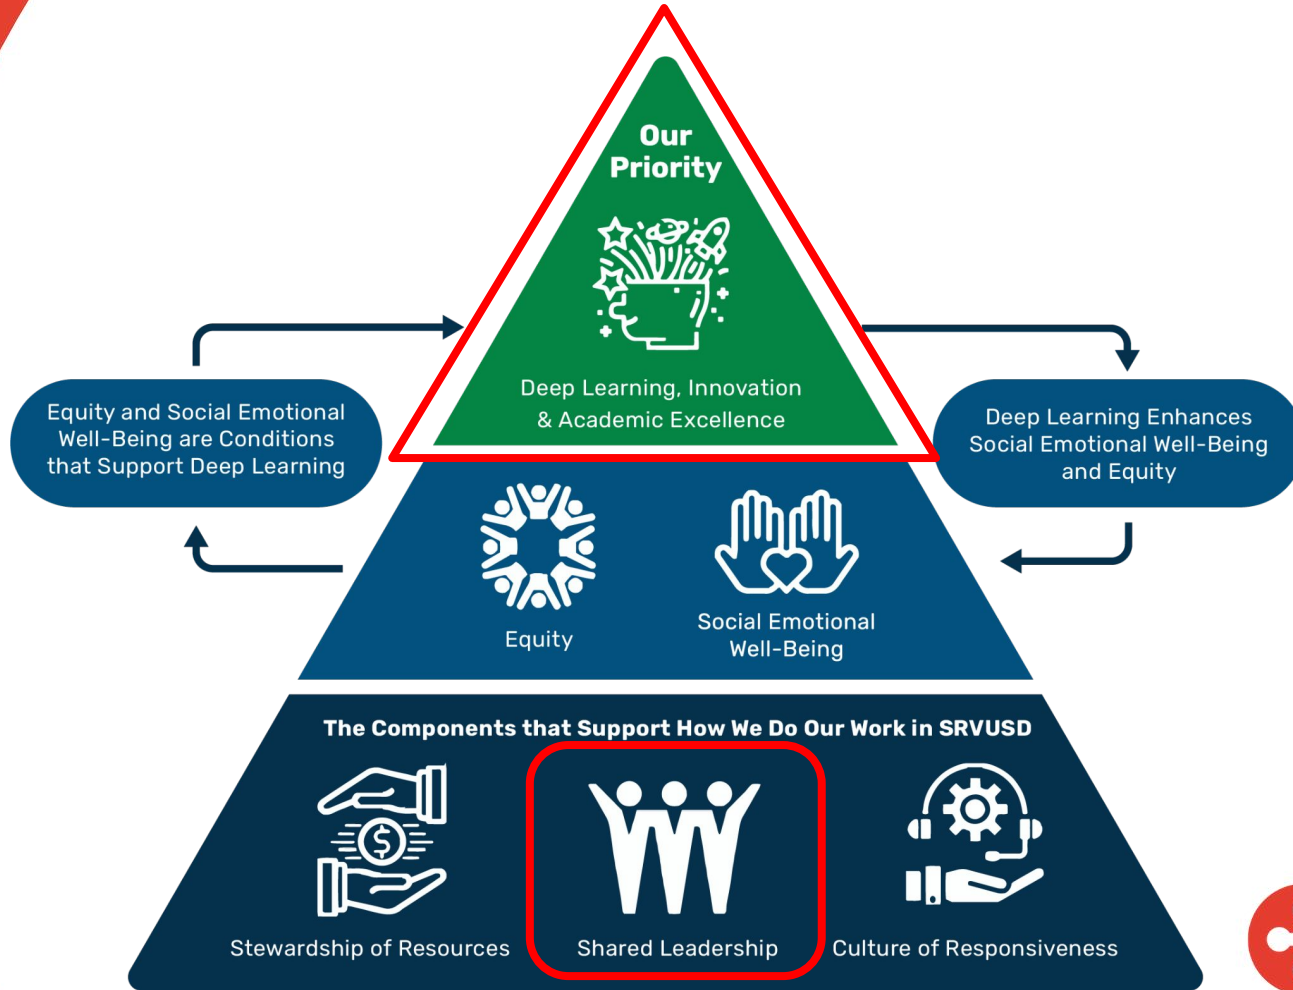 Our
Priority
Deep Learning, Innovation
& Academic Excellence
Equity and Social Emotional
Well-Being are Conditions
that Support Deep Learning
Deep Learning Enhances
Social Emotional Well-Being
and Equity
Equity
Social Emotional
Well-Being
The Components that Support How We Do Our Work in SRVUSD
$
Stewardship of Resources
Shared Leadership
Culture of Responsiveness